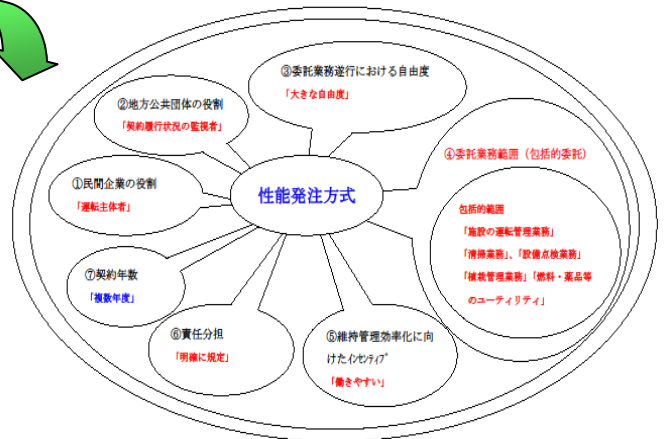 性能発注方式
①民間企業の役割
「運転主体者」
②地方公共団体の役割
「契約履行状況の監視者」
③委託業務遂行における自由度
「大きな自由度」
④委託業務範囲（包括的委託）
包括的範囲
「施設の運転管理業務」
「清掃業務」、「設備点検業務」
「植栽管理業務」「燃料・薬品等
のユーティリティ」
⑤維持管理効率化に向
けたインセンティブ
「働きやすい」
⑥責任分担
「明確に規定」
⑦契約年数
「複数年度」